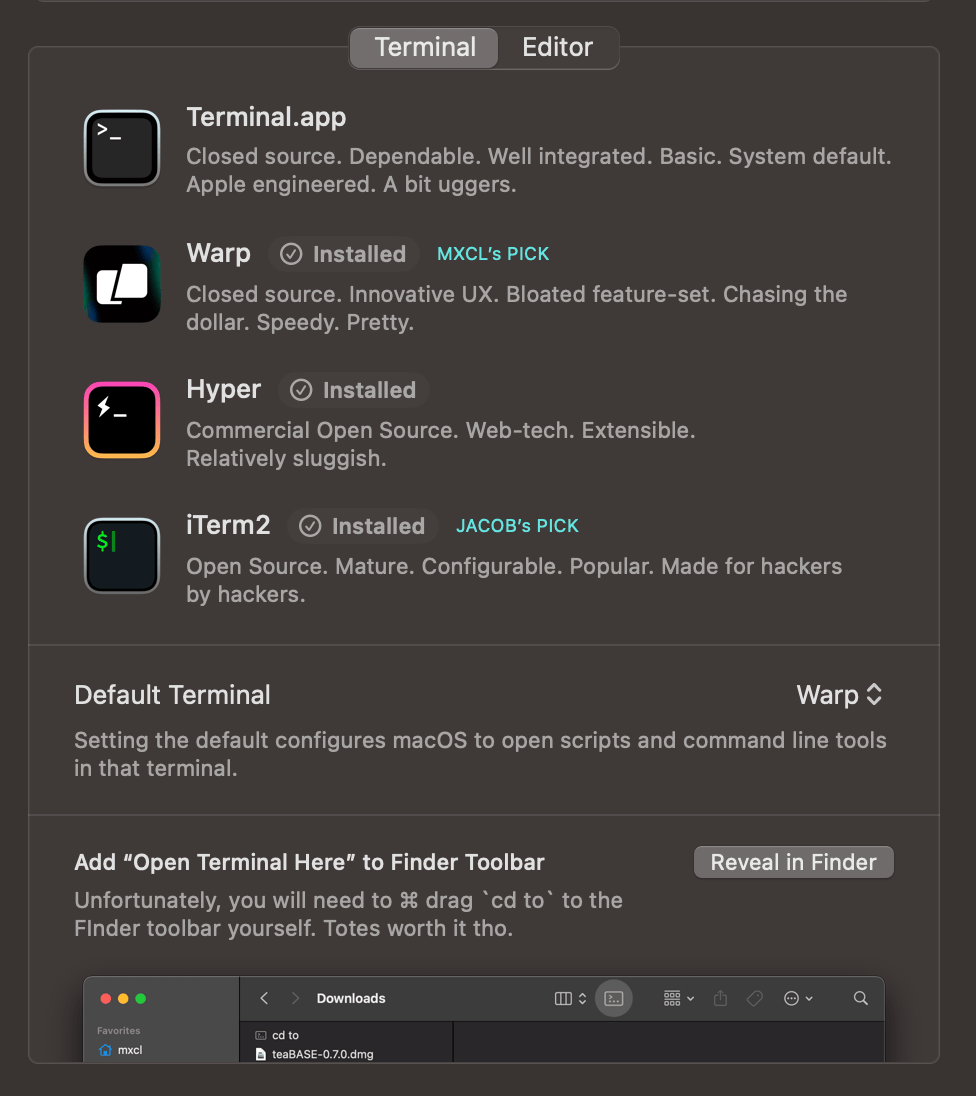 Terminal Editor
Terminal.app
Closed source. Dependable. Well integrated. Basic. System default.
Apple engineered. A bit uggers.
Warp Installed MXCL's PICK
Closed source. Innovative UX. Bloated feature-set. Chasing the
dollar. Speedy. Pretty.
Hyper Installed
Commercial Open Source. Web-tech. Extensible.
Relatively sluggish.
iTerm2 Installed JACOB's PICK
Open Source. Mature. Configurable. Popular. Made for hackers
by hackers.
Default Terminal Warp
Setting the default configures macOS to open scripts and command line tools
in that terminal.
Add “Open Terminal Here” to Finder Toolbar Reveal in Finder
Unfortunately, you will need to ⌘ drag `cd to` to the
FInder toolbar yourself. Totes worth it tho.
Downloads
Favorites
cd to
mxcl
teaBASE-0.7.0.dmg